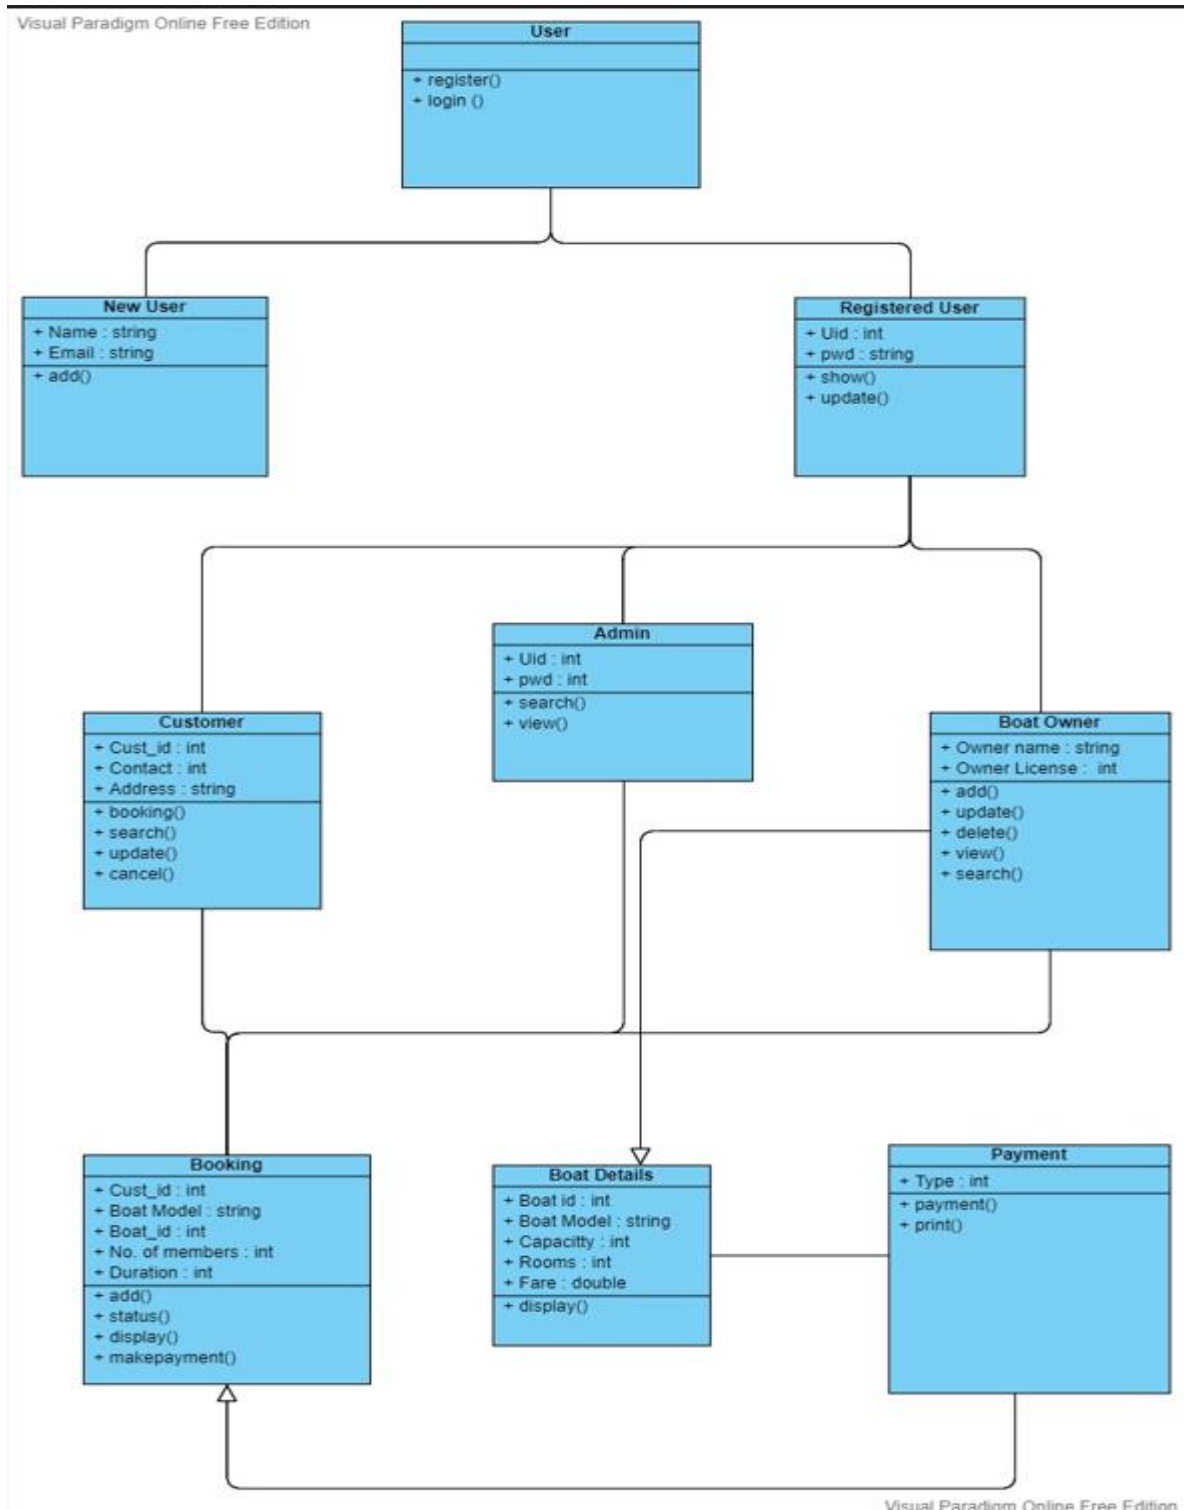 Visual Paradigm Online Free Edition
User
+ register()
+ login ()
New User
+ Name : string
+ Email : string
+ add()
Registered User
+ Uid : int
+ pwd : string
+ show()
+ update()
Admin
+ Uid : int
+ pwd : int
+ search()
+ view()
Customer
+ Cust_id : int
+ Contact : int
+ Address : string
+ booking()
+ search()
+ update()
+ cancel()
Boat Owner
+ Owner name : string
+ Owner License : int
+ add()
+ update()
+ delete()
+ view()
+ search()
Booking
+ Cust_id : int
+ Boat Model : string
+ Boat_id : int
+ No. of members : int
+ Duration : int
+ add()
+ status()
+ display()
+ makepayment()
Boat Details
+ Boat id : int
+ Boat Model : string
+ Capacitty : int
+ Rooms : int
+ Fare : double
+ display()
Payment
+ Type : int
+ payment()
+ print()
Visual Paradigm Online Free Edition